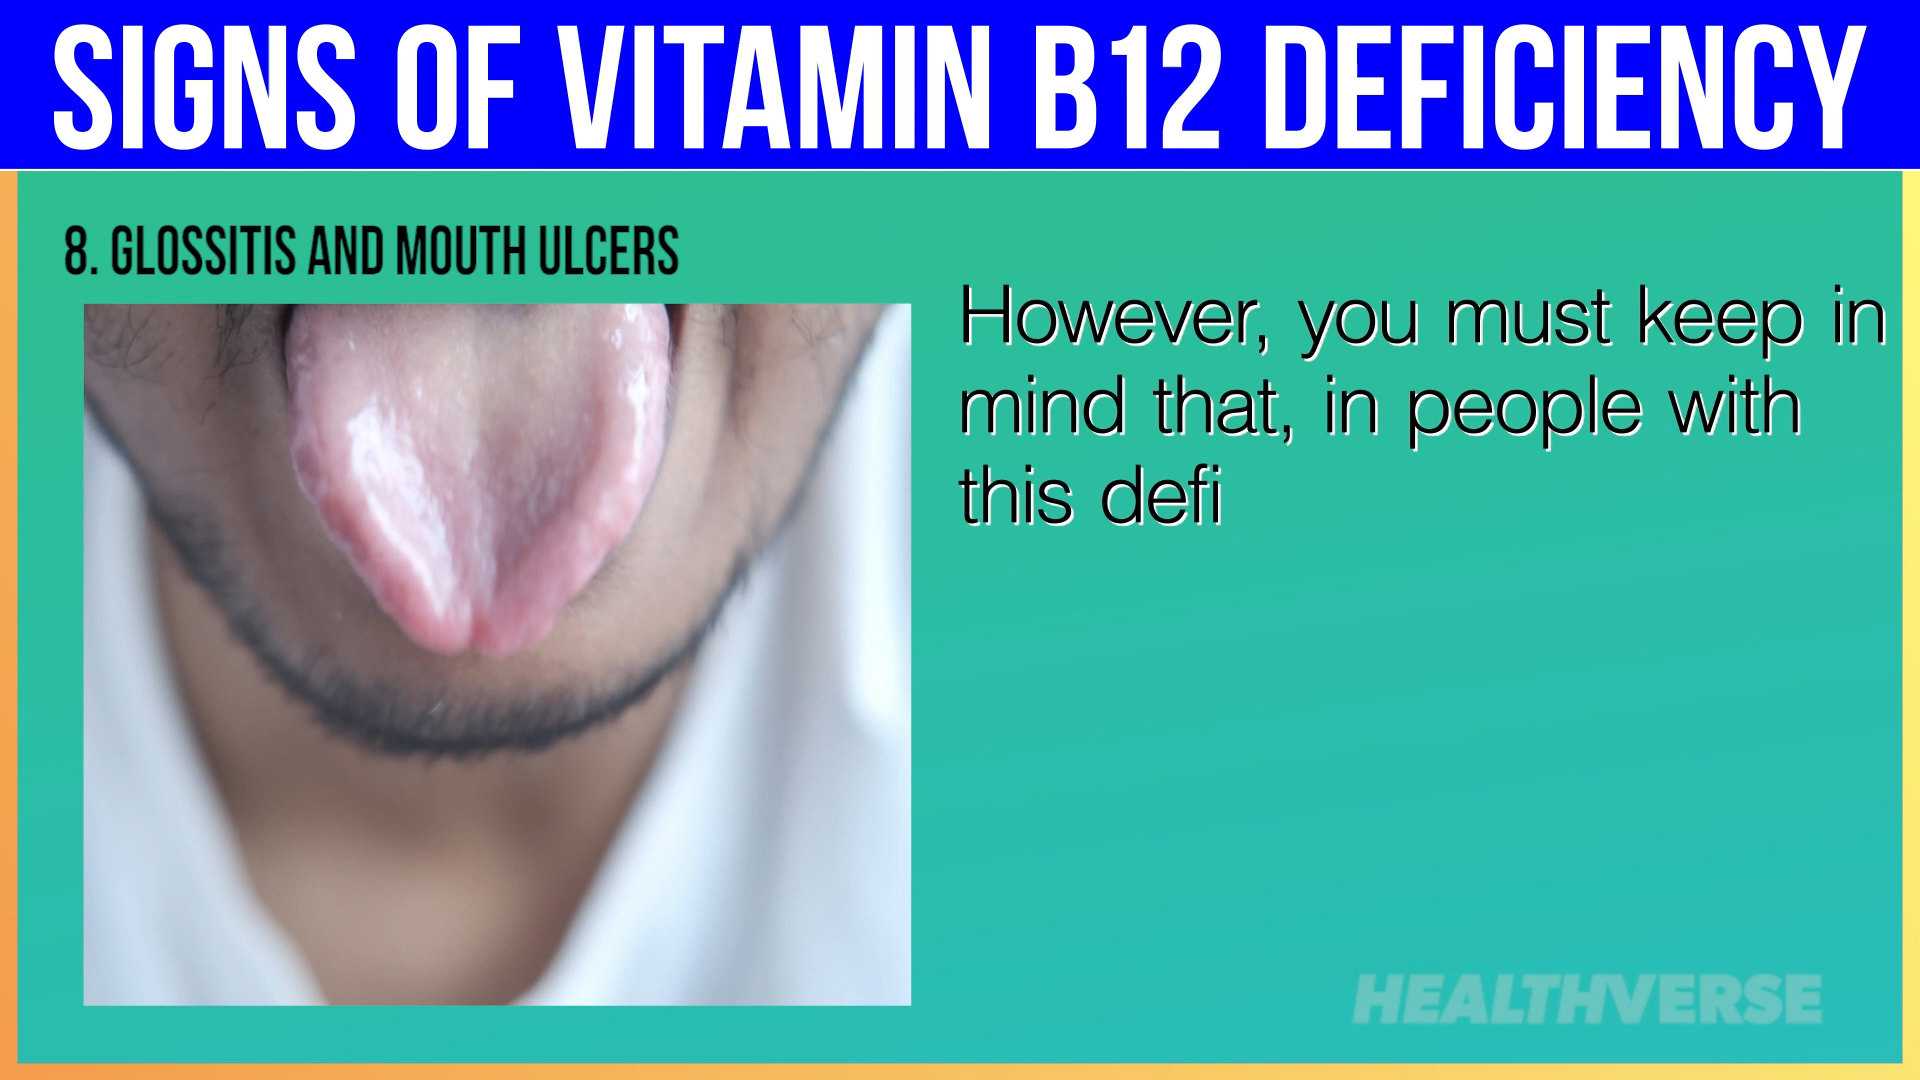 SIGNS OF VITAMIN B12 DEFICIENCY
8. GLOSSITIS AND MOUTH ULCERS
However, you must keep in
mind that, in people with
this defi
HEALTHVERSE